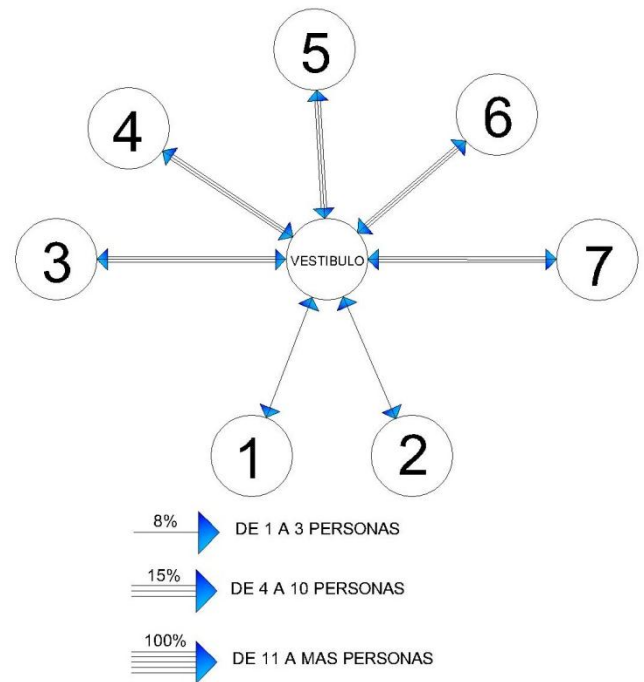 5
4
6
3
VESTIBULO
7
1
2
8%
DE 1 A 3 PERSONAS
15%
DE 4 A 10 PERSONAS
100%
DE 11 A MAS PERSONAS